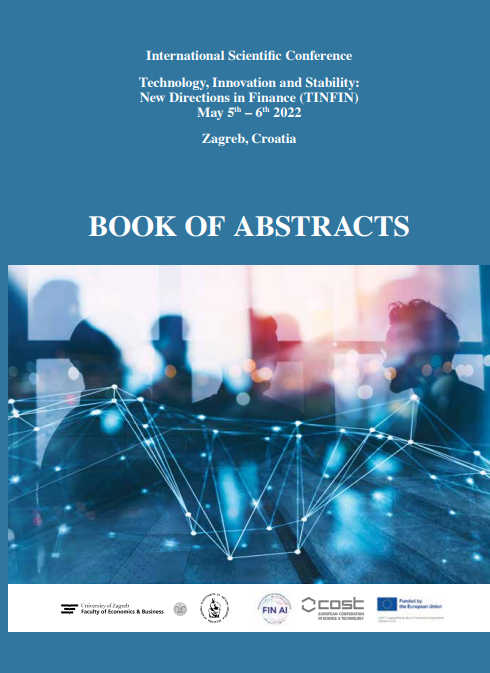 International Scientific Conference
Technology, Innovation and Stability:
New Directions in Finance (TINFIN)
May 5th – 6th 2022
Zagreb, Croatia
BOOK OF ABSTRACTS
University of Zagreb
Faculty of Economics & Business
FIN AI
cost
EUROPEAN COOPERATION
IN SCIENCE & TECHNOLOGY
Funded by
the European Union